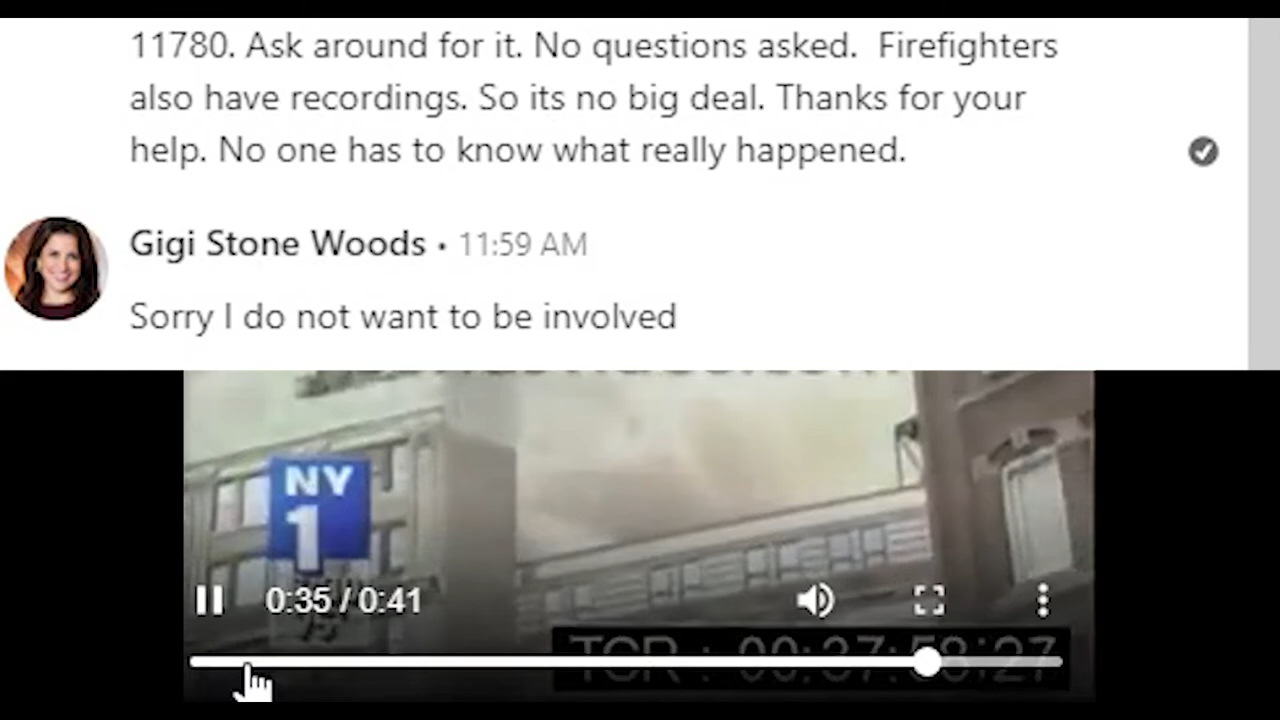 11780. Ask around for it. No questions asked. Firefighters
also have recordings. So its no big deal. Thanks for your
help. No one has to know what really happened.
Gigi Stone Woods • 11:59 AM
Sorry I do not want to be involved
NY
1
0:35 / 0:41
TCR : 00:37:58:27